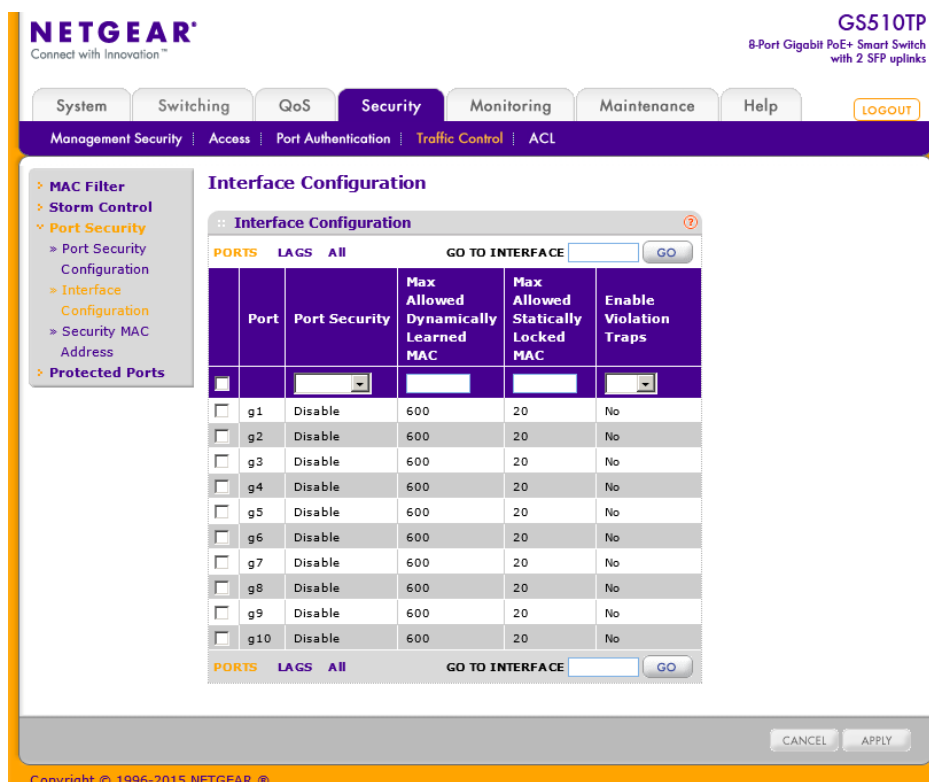 NETGEAR®
Connect with Innovation™
GS510TP
8-Port Gigabit PoE+ Smart Switch
with 2 SFP uplinks
System Switching QoS Security Monitoring Maintenance Help LOGOUT
Management Security Access Port Authentication Traffic Control ACL
MAC Filter
Storm Control
Port Security
» Port Security
Configuration
» Interface
Configuration
» Security MAC
Address
Protected Ports
Interface Configuration
Interface Configuration ?
PORTS LAGS All GO TO INTERFACE GO
Port Port Security Max Allowed Dynamically Learned MAC Max Allowed Statically Locked MAC Enable Violation Traps
g1 Disable 600 20 No
g2 Disable 600 20 No
g3 Disable 600 20 No
g4 Disable 600 20 No
g5 Disable 600 20 No
g6 Disable 600 20 No
g7 Disable 600 20 No
g8 Disable 600 20 No
g9 Disable 600 20 No
g10 Disable 600 20 No
PORTS LAGS All GO TO INTERFACE GO
CANCEL APPLY
Copyright © 1996-2015 NETGEAR ®